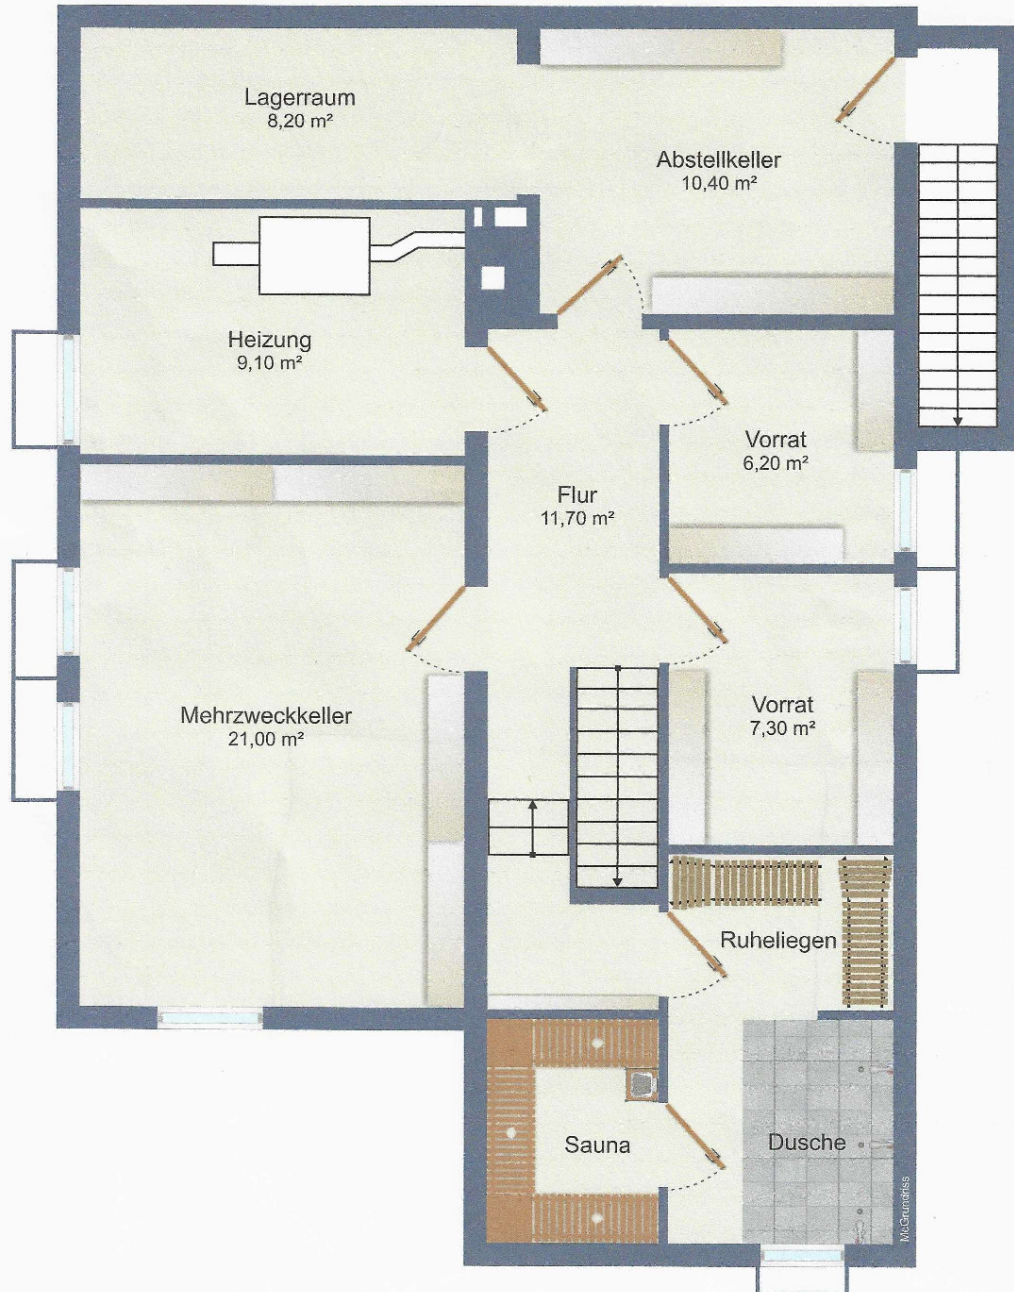 Lagerraum
8,20 m²
Abstellkeller
10,40 m²
Heizung
9,10 m²
Vorrat
6,20 m²
Flur
11,70 m²
Mehrzweckkeller
21,00 m²
Vorrat
7,30 m²
Ruheliegen
Sauna
Dusche
McGrundriss